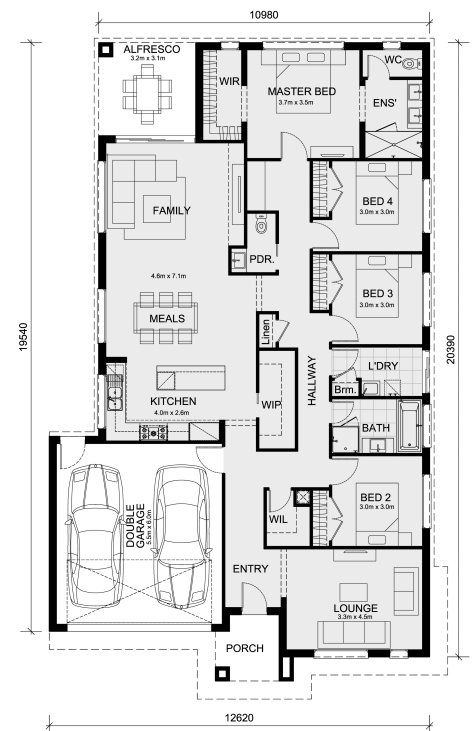 10980
ALFRESCO
3.2m x 3.1m
WIR
MASTER BED
3.7m x 3.5m
WC
ENS'
BED 4
3.0m x 3.0m
FAMILY
PDR.
4.6m x 7.1m
BED 3
3.0m x 3.0m
MEALS
Linen
19540
20390
HALLWAY
L'DRY
Brm.
KITCHEN
4.0m x 2.6m
WIP
BATH
BED 2
3.0m x 3.0m
DOUBLE
GARAGE
5.5m x 6.0m
WIL
ENTRY
LOUNGE
3.3m x 4.5m
PORCH
12620